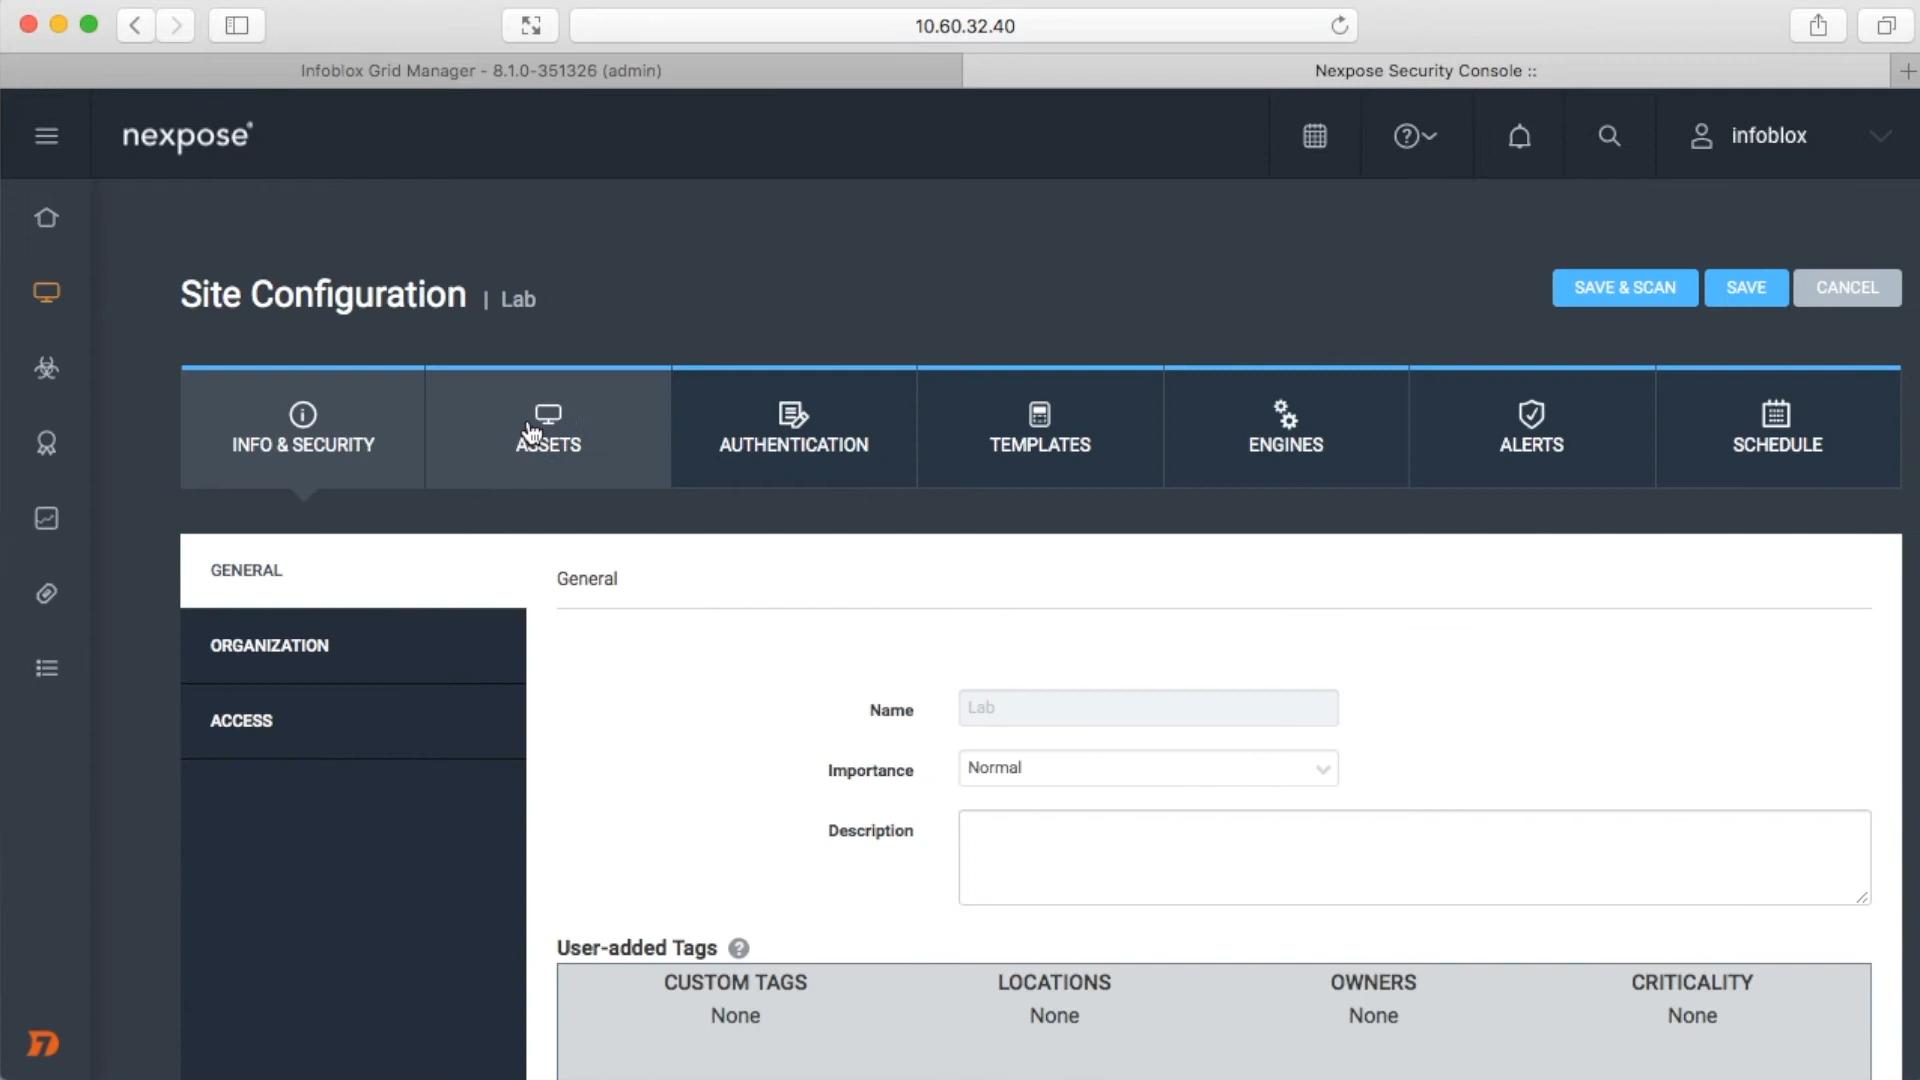 10.60.32.40
Infoblox Grid Manager - 8.1.0-351326 (admin)
Nexpose Security Console ::
nexpose
infoblox
Site Configuration | Lab
SAVE & SCAN
SAVE
CANCEL
INFO & SECURITY
ASSETS
AUTHENTICATION
TEMPLATES
ENGINES
ALERTS
SCHEDULE
GENERAL
ORGANIZATION
ACCESS
General
Name
Lab
Importance
Normal
Description
User-added Tags
CUSTOM TAGS LOCATIONS OWNERS CRITICALITY
None None None None